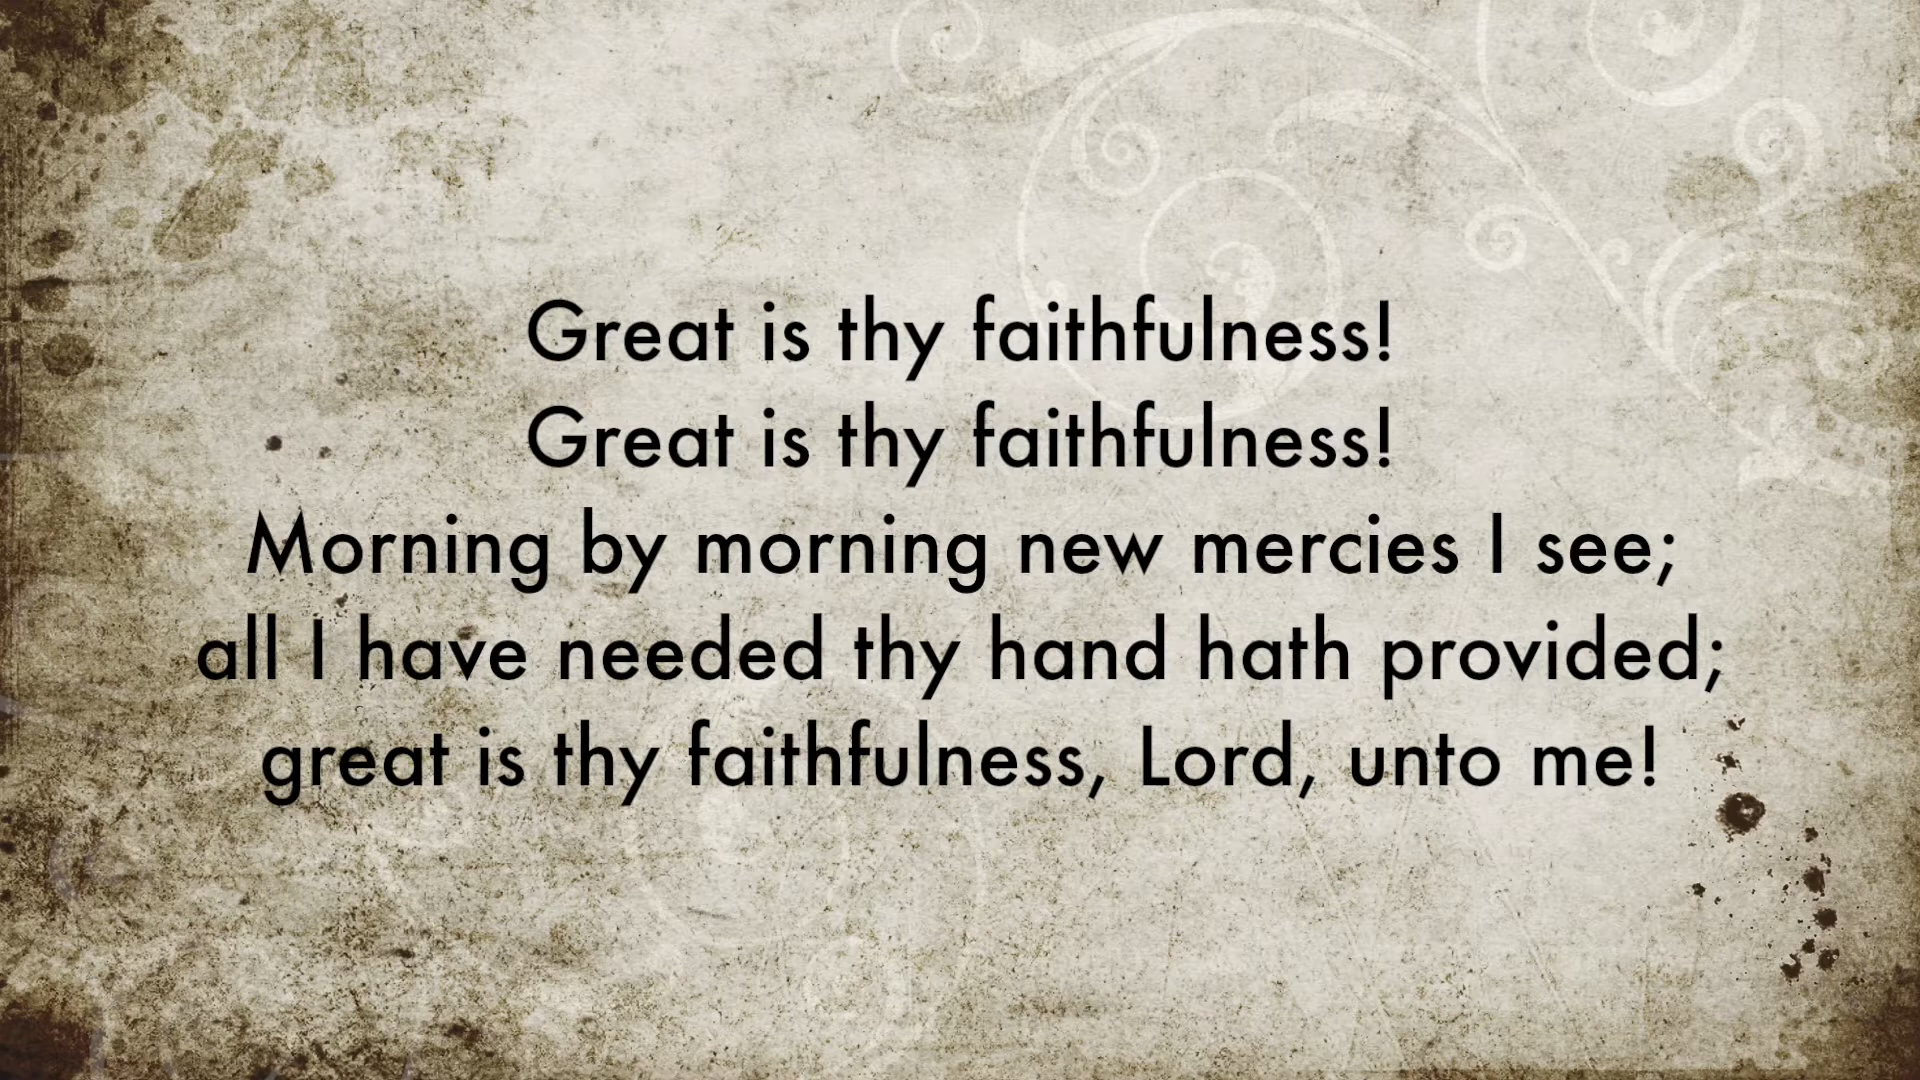 Great is thy faithfulness!
Great is thy faithfulness!
Morning by morning new mercies I see;
all I have needed thy hand hath provided;
great is thy faithfulness, Lord, unto me!